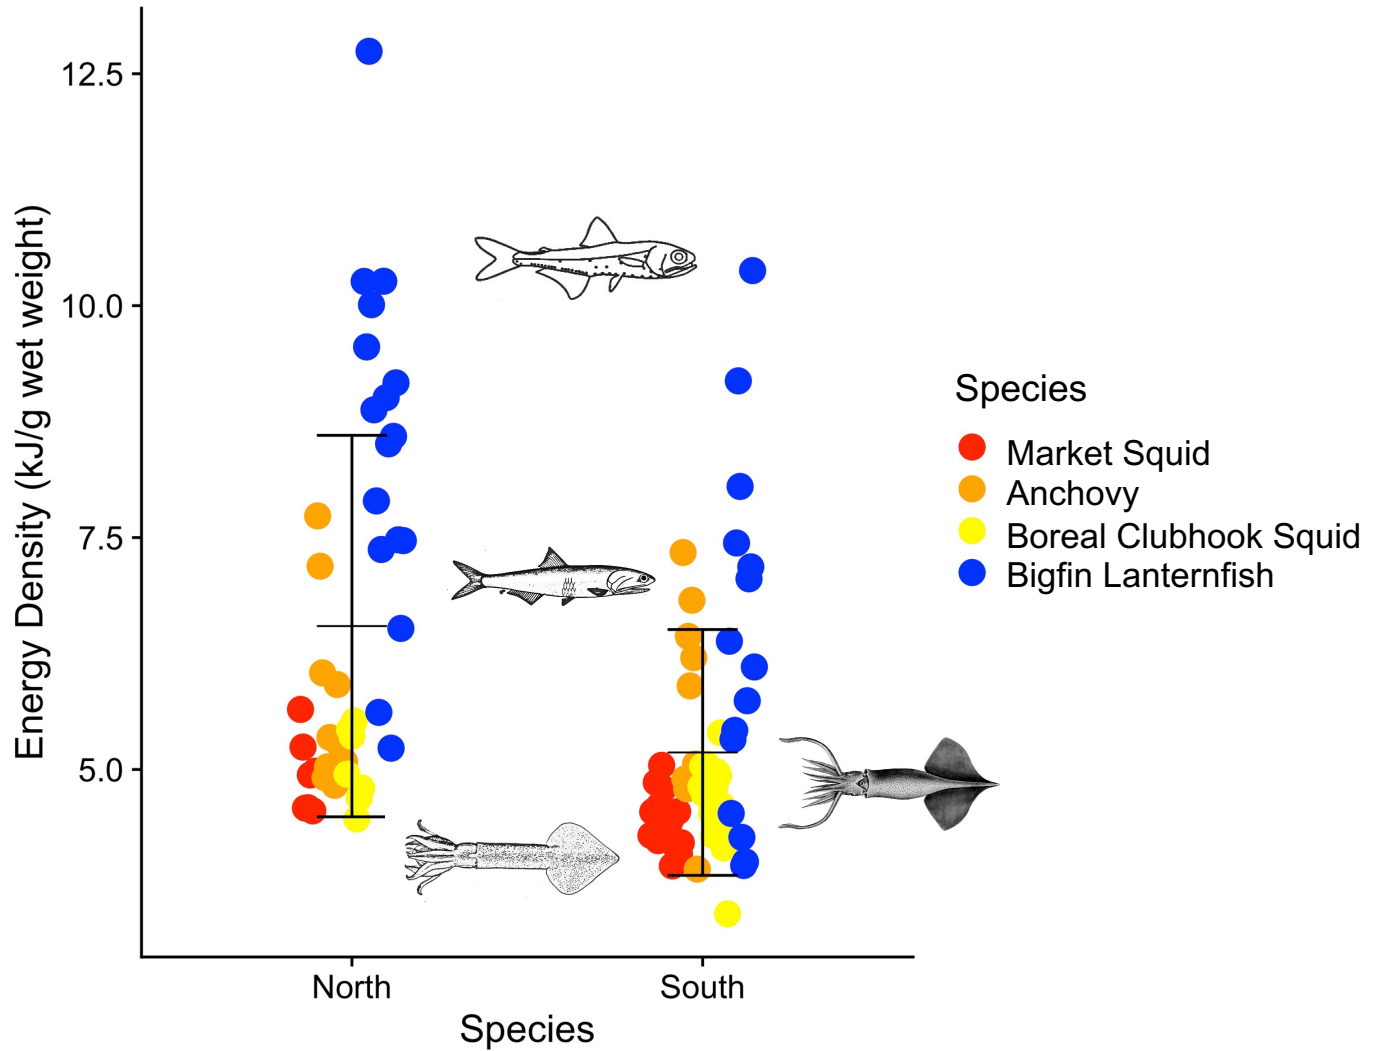 Energy Density (kJ/g wet weight)
12.5
10.0
7.5
5.0
North
South
Species
Species
Market Squid
Anchovy
Boreal Clubhook Squid
Bigfin Lanternfish